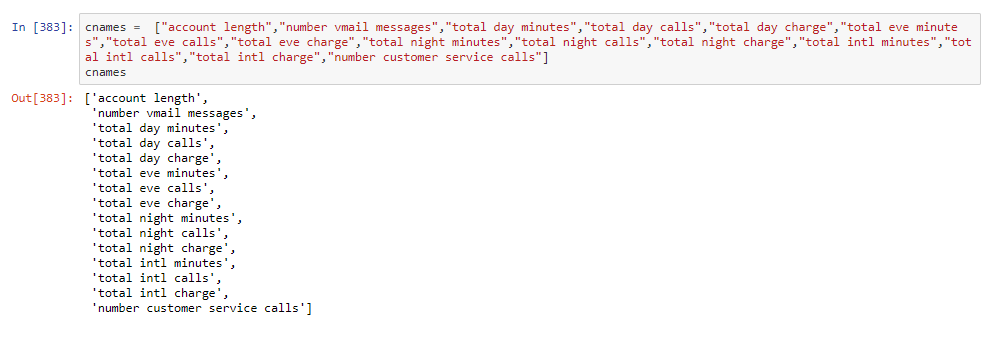 In [383]: cnames =  ["account length","number vmail messages","total day minutes","total day calls","total day charge","total eve minute
s","total eve calls","total eve charge","total night minutes","total night calls","total night charge","total intl minutes","tot
al intl calls","total intl charge","number customer service calls"]
cnames
Out[383]: ['account length',
'number vmail messages',
'total day minutes',
'total day calls',
'total day charge',
'total eve minutes',
'total eve calls',
'total eve charge',
'total night minutes',
'total night calls',
'total night charge',
'total intl minutes',
'total intl calls',
'total intl charge',
'number customer service calls']